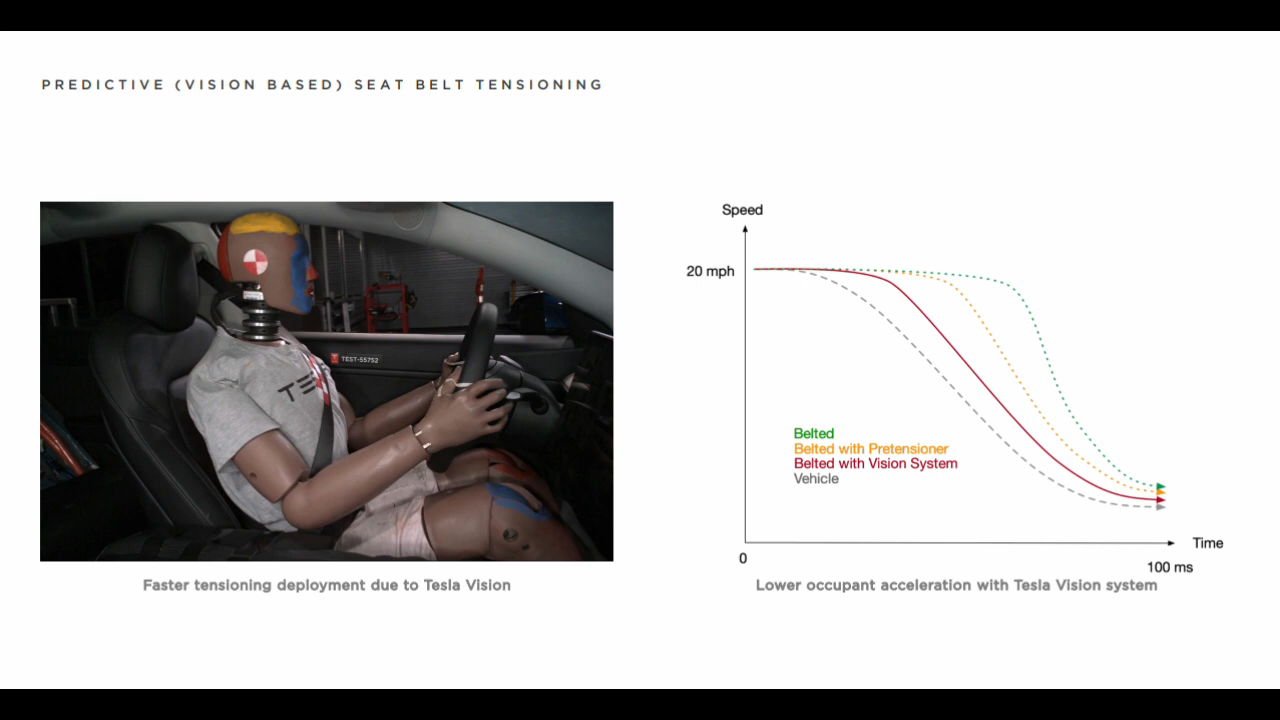 PREDICTIVE (VISION BASED) SEAT BELT TENSIONING
TEST-55752
TES
Faster tensioning deployment due to Tesla Vision
Speed
20 mph
Belted
Belted with Pretensioner
Belted with Vision System
Vehicle
0
Time
100 ms
Lower occupant acceleration with Tesla Vision system